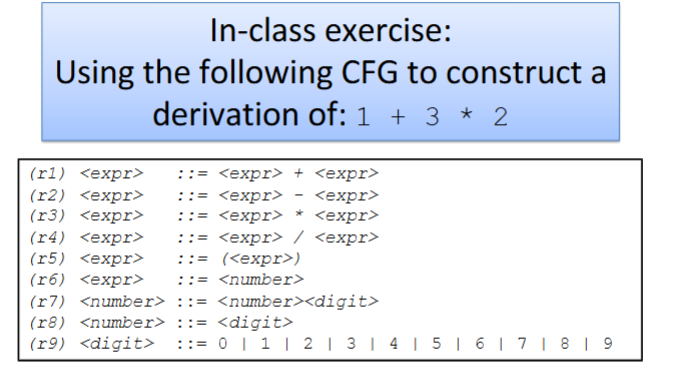 In-class exercise:
Using the following CFG to construct a
derivation of: 1 + 3 * 2
(r1) <expr> ::= <expr> + <expr>
(r2) <expr> ::= <expr> - <expr>
(r3) <expr> ::= <expr> * <expr>
(r4) <expr> ::= <expr> / <expr>
(r5) <expr> ::= (<expr>)
(r6) <expr> ::= <number>
(r7) <number> ::= <number><digit>
(r8) <number> ::= <digit>
(r9) <digit> ::= 0 | 1 | 2 | 3 | 4 | 5 | 6 | 7 | 8 | 9